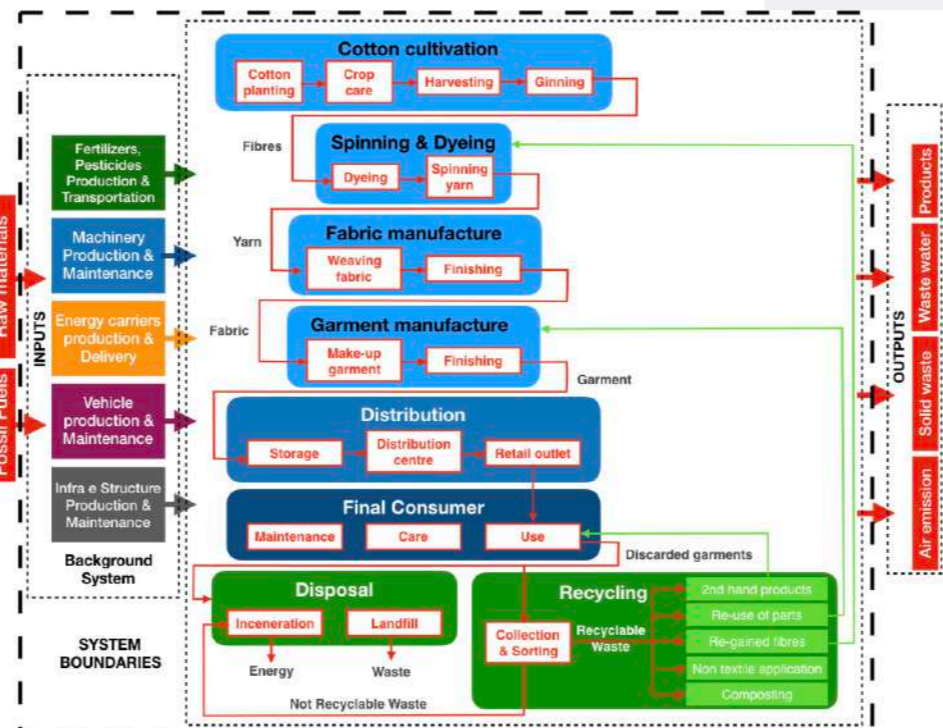 Raw materials
Fossil Fuels
INPUTS
Fertilizers,
Pesticides
Production &
Transportation
Machinery
Production &
Maintenance
Energy carriers
production &
Delivery
Vehicle
production &
Maintenance
Infra e Structure
Production &
Maintenance
Background
System
SYSTEM
BOUNDARIES
Cotton cultivation
Cotton
planting
Crop
care
Harvesting
Ginning
Fibres
Spinning & Dyeing
Dyeing
Spinning
yarn
Yarn
Fabric manufacture
Weaving
fabric
Finishing
Fabric
Garment manufacture
Make-up
garment
Finishing
Garment
Distribution
Storage
Distribution
centre
Retail outlet
Final Consumer
Maintenance
Care
Use
Discarded garments
Disposal
Inceneration
Landfill
Energy
Waste
Not Recyclable Waste
Recycling
Collection
& Sorting
Recyclable
Waste
2nd hand products
Re-use of parts
Re-gained fibres
Non textile application
Composting
OUTPUTS
Products
Waste water
Solid waste
Air emission